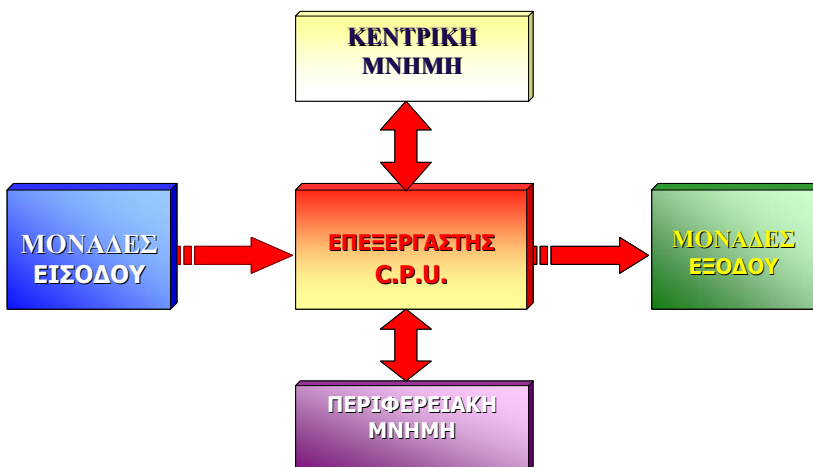 ΚΕΝΤΡΙΚΗ
ΜΝΗΜΗ
ΜΟΝΑΔΕΣ
ΕΙΣΟΔΟΥ
ΕΠΕΞΕΡΓΑΣΤΗΣ
C.P.U.
ΜΟΝΑΔΕΣ
ΕΞΟΔΟΥ
ΠΕΡΙΦΕΡΕΙΑΚΗ
ΜΝΗΜΗ